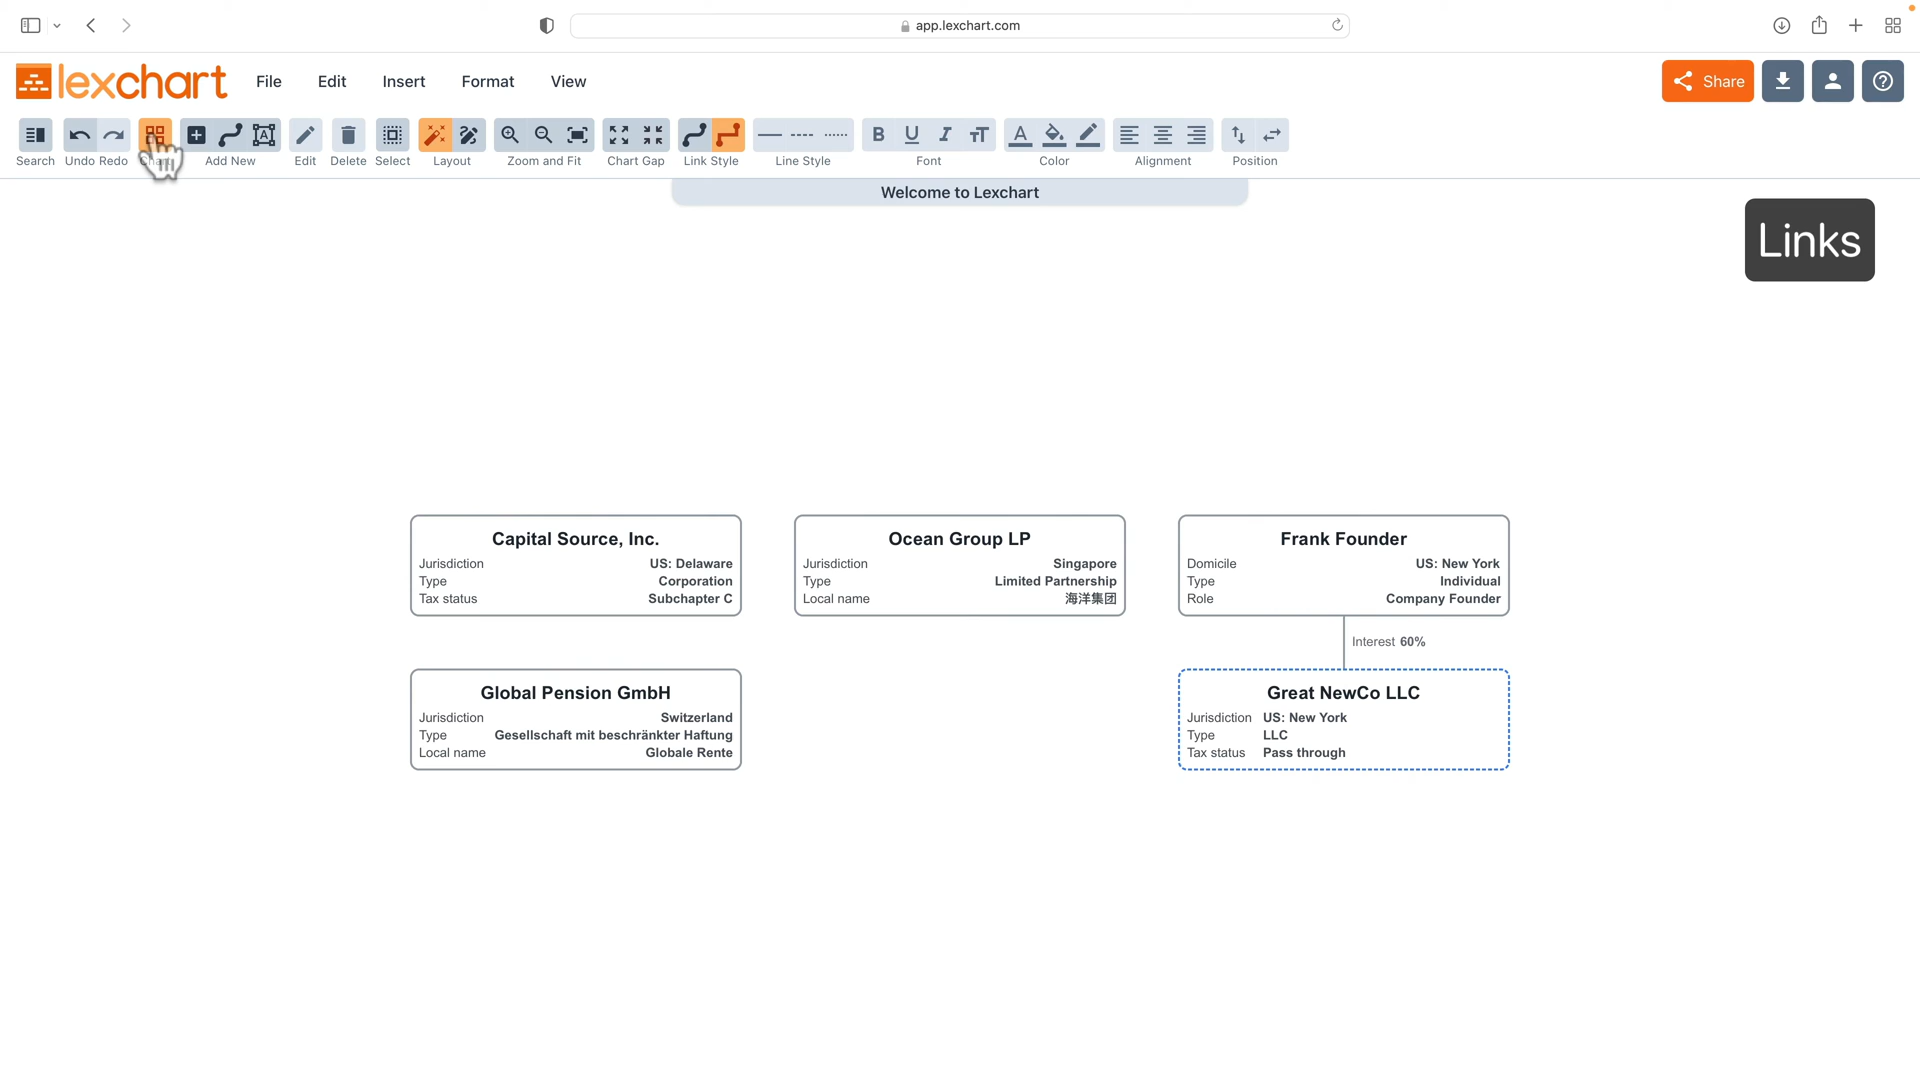 app.lexchart.com
lexchart
File Edit Insert Format View
Share
Search Undo Redo Add New Edit Delete Select Layout Zoom and Fit Chart Gap Link Style Line Style Font Color Alignment Position
Welcome to Lexchart
Links
Capital Source, Inc.
Jurisdiction US: Delaware
Type Corporation
Tax status Subchapter C
Ocean Group LP
Jurisdiction Singapore
Type Limited Partnership
Local name 海洋集团
Frank Founder
Domicile US: New York
Type Individual
Role Company Founder
Interest 60%
Global Pension GmbH
Jurisdiction Switzerland
Type Gesellschaft mit beschränkter Haftung
Local name Globale Rente
Great NewCo LLC
Jurisdiction US: New York
Type LLC
Tax status Pass through